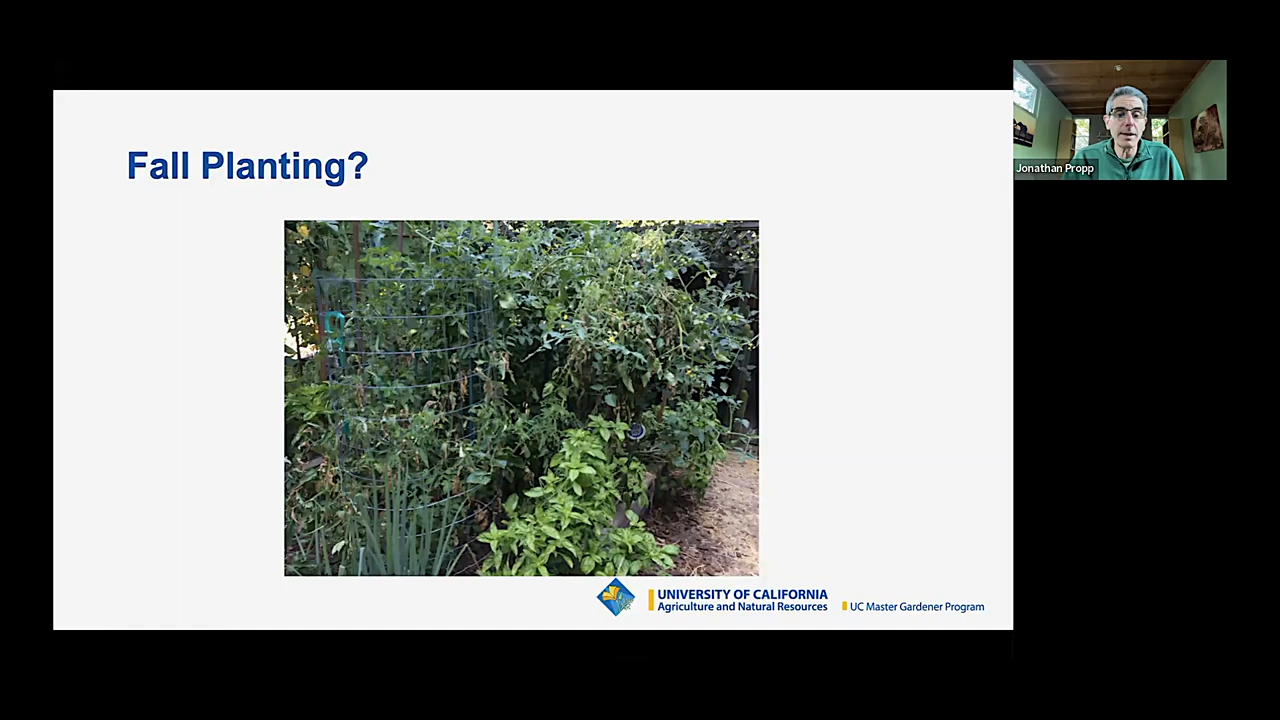 Fall Planting?
Jonathan Propp
UNIVERSITY OF CALIFORNIA
Agriculture and Natural Resources
UC Master Gardener Program